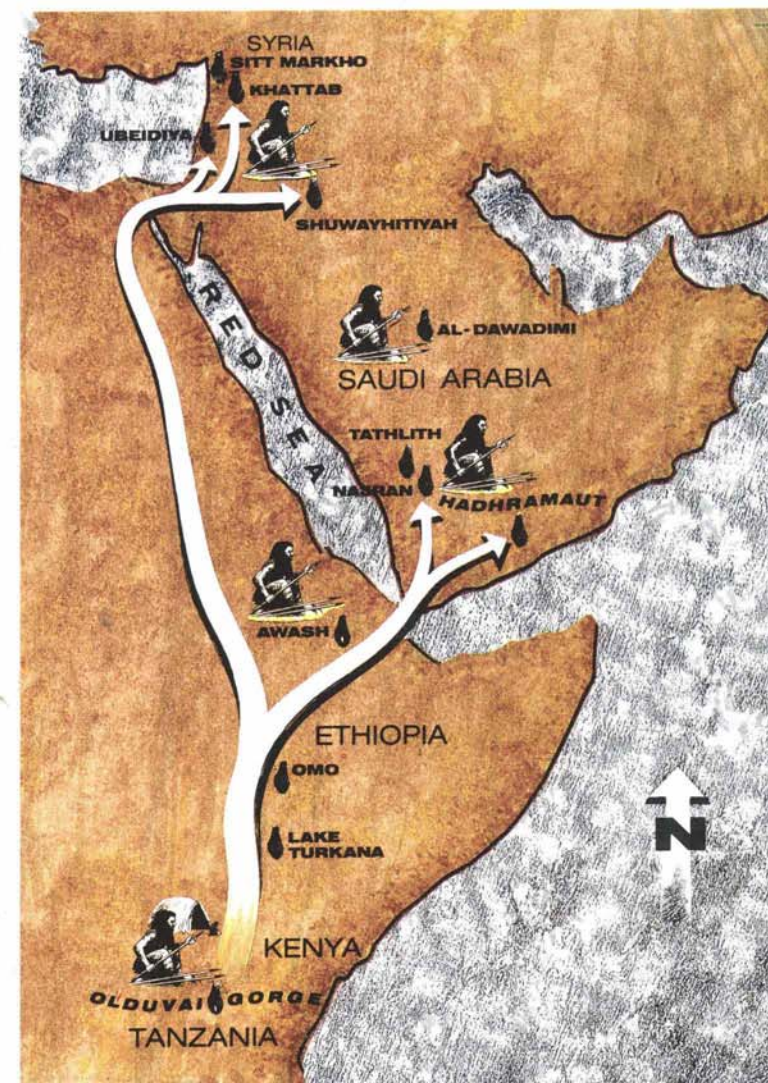 SYRIA
SITT MARKHO
KHATTAB
UBEIDIYA
SHUWAYHITIYAH
RED SEA
AL-DAWADIMI
SAUDI ARABIA
TATHLITH
NAJRAN
HADHRAMAUT
AWASH
ETHIOPIA
OMO
LAKE
TURKANA
N
KENYA
OLDUVAI GORGE
TANZANIA